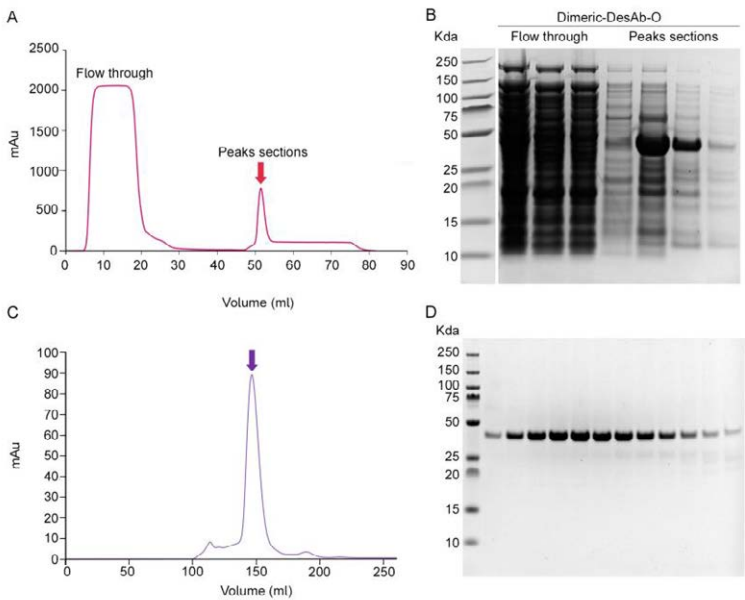 A
2500
Flow through
2000
mAu
1500
Peaks sections
1000
500
0
0 10 20 30 40 50 60 70 80 90
Volume (ml)
B
Dimeric-DesAb-O
Kda Flow through Peaks sections
250
150
100
75
50
25
20
15
10
C
100
90
80
70
60
mAu
50
40
30
20
10
0
0 50 100 150 200 250
Volume (ml)
D
Kda
250
150
100
75
50
25
20
15
10